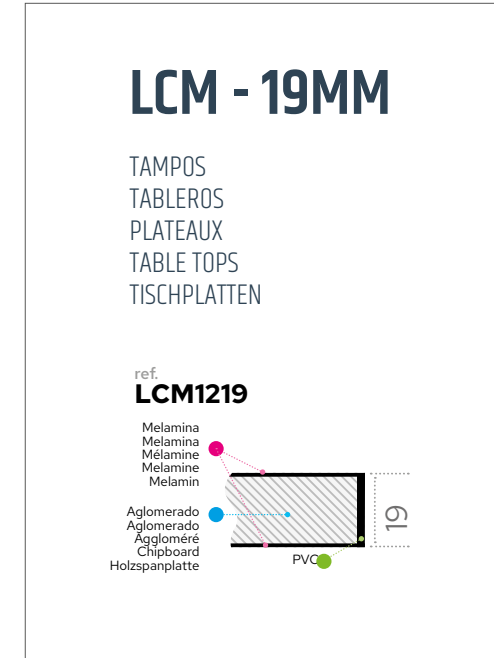 LCM - 19MM
TAMPOS
TABLEROS
PLATEAUX
TABLE TOPS
TISCHPLATTEN
ref.
LCM1219
Melamina
Melamina
Mélamine
Melamine
Melamin
Aglomerado
Aglomerado
Aggloméré
Chipboard
Holzspanplatte
PVC
19